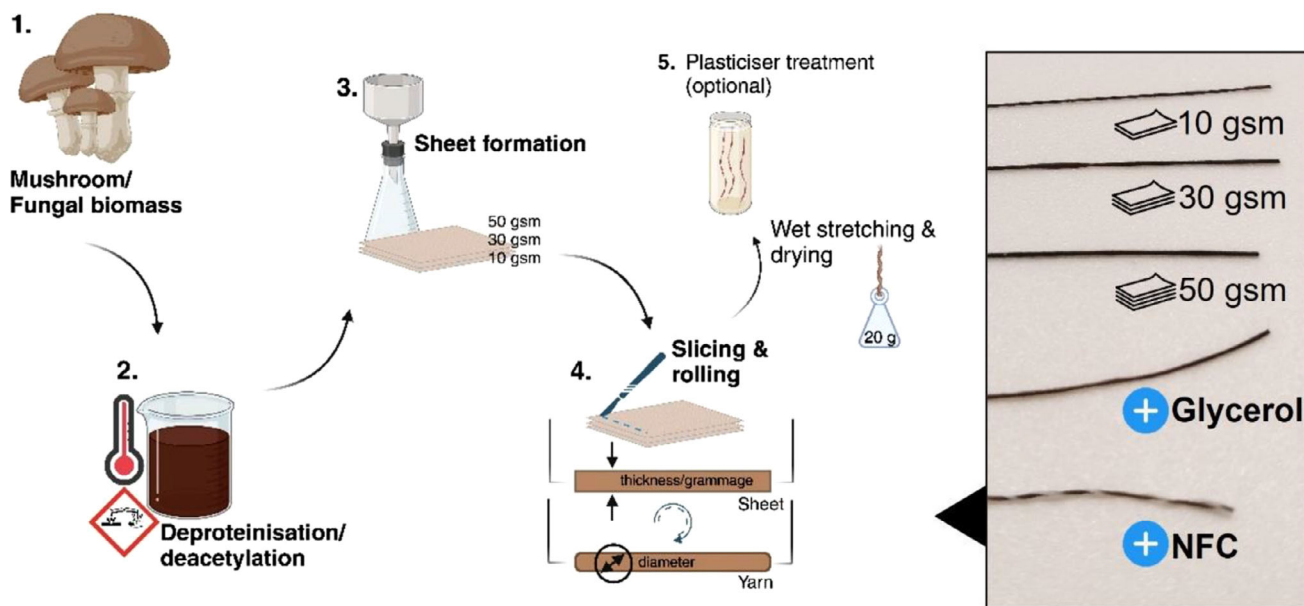 1.
Mushroom/
Fungal biomass
2.
Deproteinisation/
deacetylation
3.
Sheet formation
50 gsm
30 gsm
10 gsm
4.
Slicing &
rolling
thickness/grammage
Sheet
diameter
Yarn
5. Plasticiser treatment
(optional)
Wet stretching &
drying
20 g
10 gsm
30 gsm
50 gsm
+ Glycerol
+ NFC